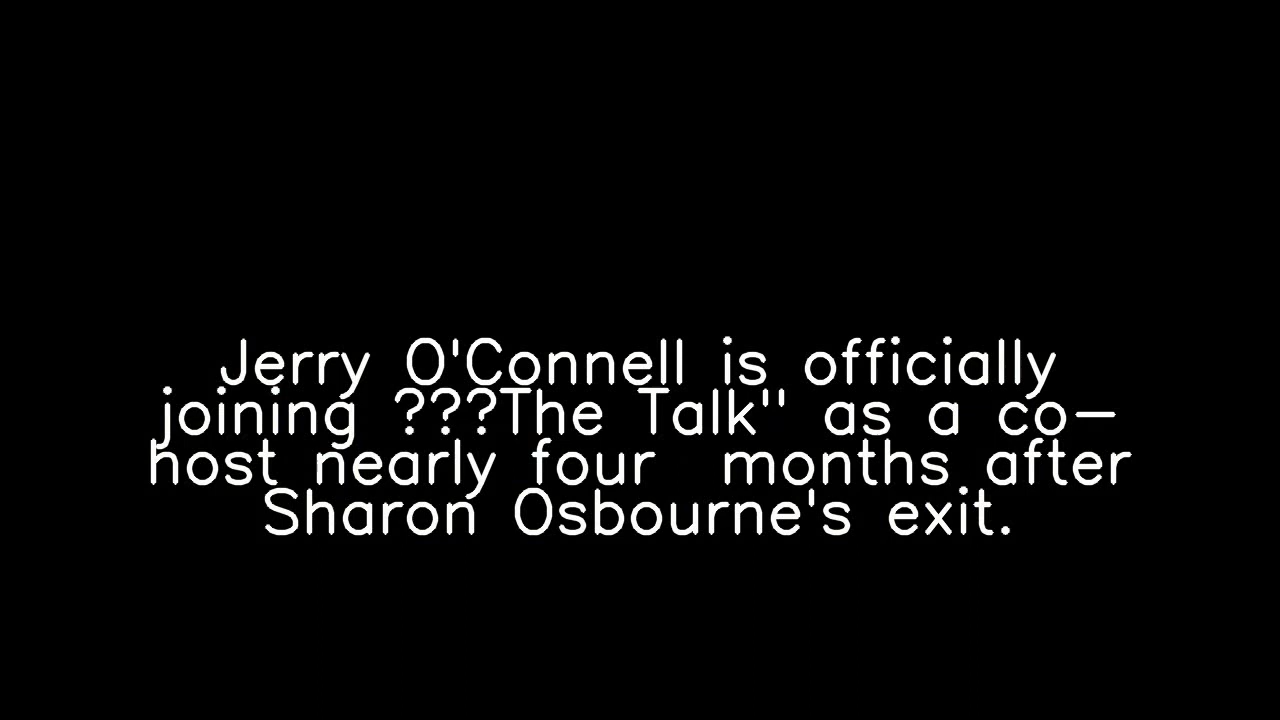 Jerry O'Connell is officially
joining ???The Talk" as a co-
host nearly four  months after
Sharon Osbourne's exit.